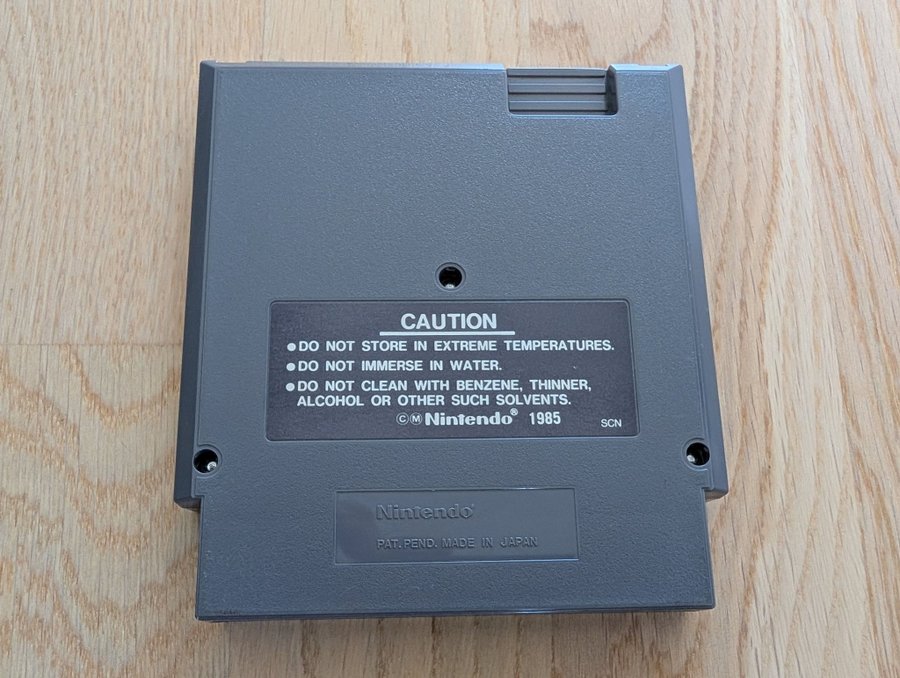 CAUTION
●DO NOT STORE IN EXTREME TEMPERATURES.
●DO NOT IMMERSE IN WATER.
●DO NOT CLEAN WITH BENZENE, THINNER,
ALCOHOL OR OTHER SUCH SOLVENTS.
ⒸⓂ Nintendo® 1985 SCN
Nintendo
PAT. PEND. MADE IN JAPAN